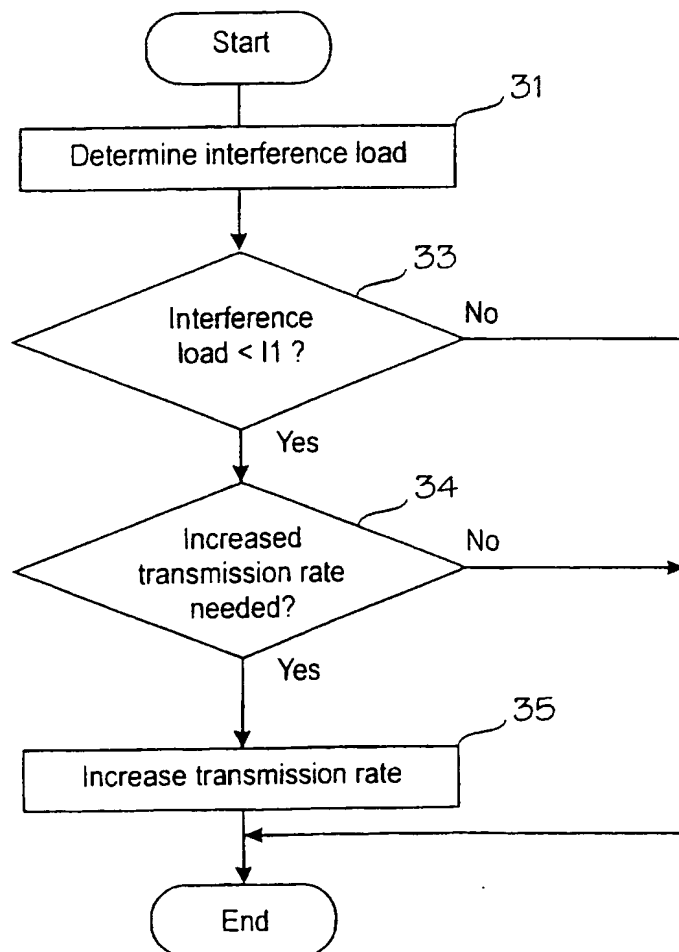 Start
31
Determine interference load
33
Interference
load < I1 ?
No
Yes
34
Increased
transmission rate
needed?
No
Yes
35
Increase transmission rate
End